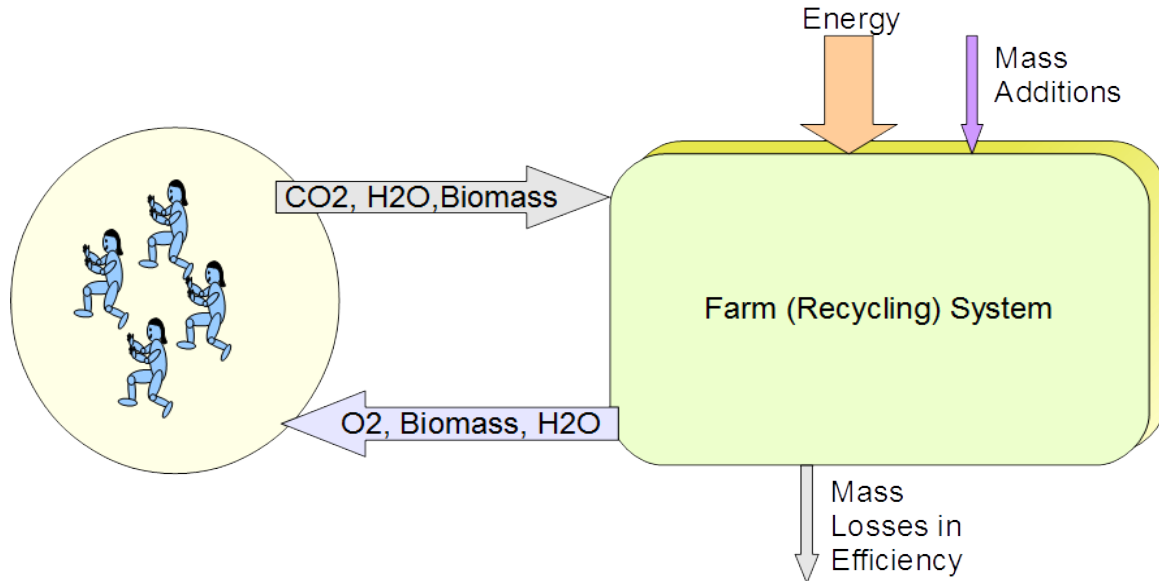 Energy
Mass
Additions
CO2, H2O,Biomass
Farm (Recycling) System
O2, Biomass, H2O
Mass
Losses in
Efficiency